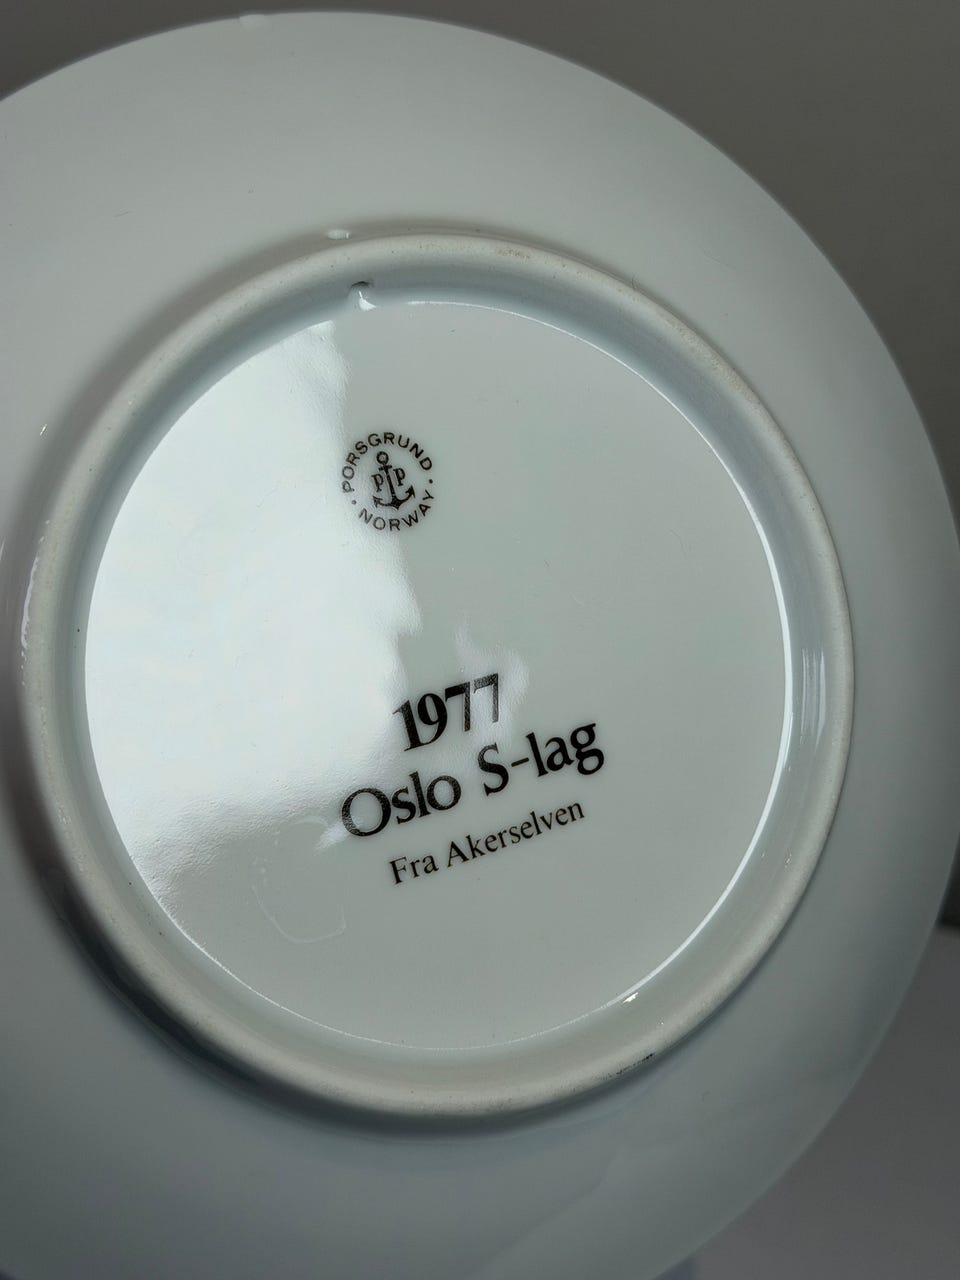 PORSGRUND
PP
NORWAY
1977
Oslo S-lag
Fra Akerselven